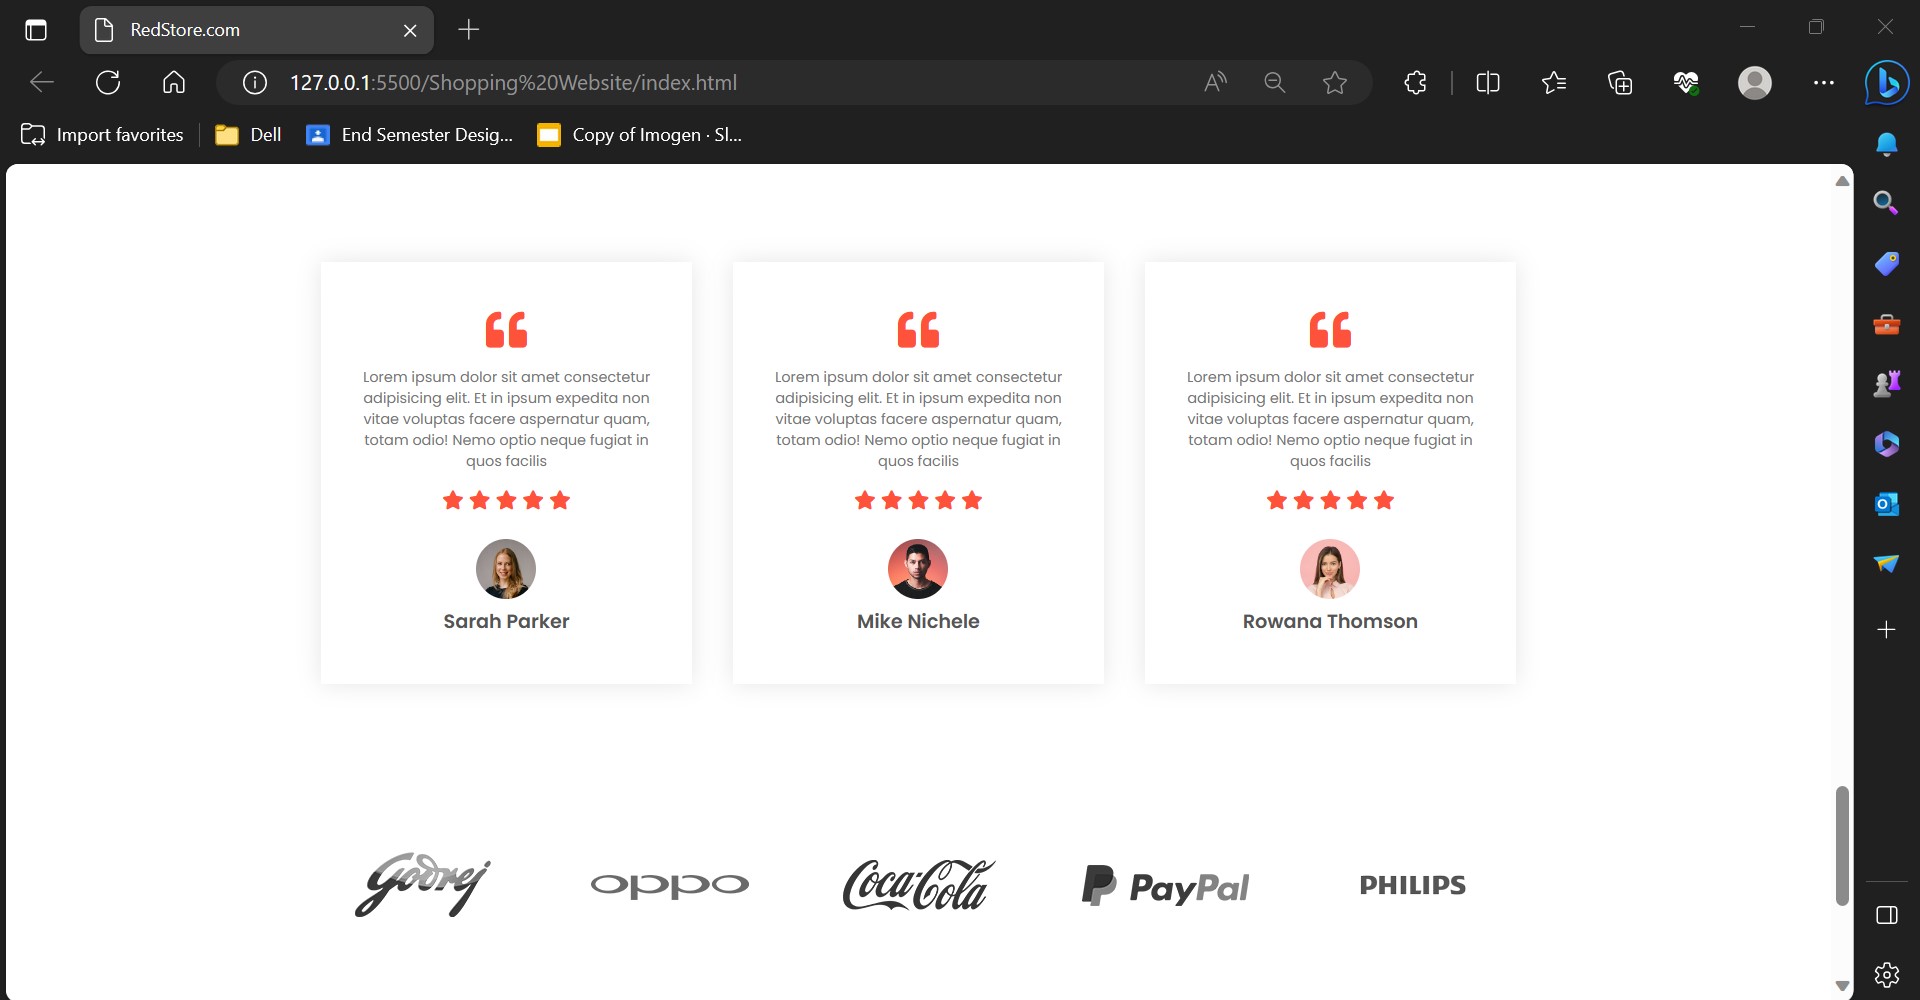 RedStore.com
127.0.0.1:5500/Shopping%20Website/index.html
Import favorites
Dell
End Semester Desig...
Copy of Imogen · Sl...
Lorem ipsum dolor sit amet consectetur
adipisicing elit. Et in ipsum expedita non
vitae voluptas facere aspernatur quam,
totam odio! Nemo optio neque fugiat in
quos facilis
Sarah Parker
Lorem ipsum dolor sit amet consectetur
adipisicing elit. Et in ipsum expedita non
vitae voluptas facere aspernatur quam,
totam odio! Nemo optio neque fugiat in
quos facilis
Mike Nichele
Lorem ipsum dolor sit amet consectetur
adipisicing elit. Et in ipsum expedita non
vitae voluptas facere aspernatur quam,
totam odio! Nemo optio neque fugiat in
quos facilis
Rowana Thomson
Godrej
oppo
Coca-Cola
PayPal
PHILIPS